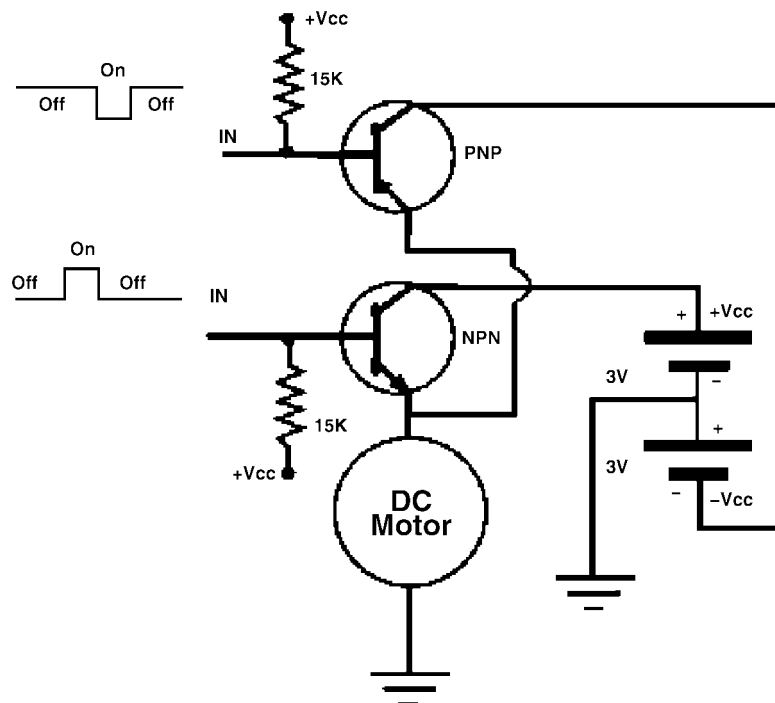 +Vcc
On
15K
Off
Off
IN
PNP
On
Off
Off
IN
NPN
+
+Vcc
3V
−
15K
+
3V
+Vcc
−
−Vcc
DC
Motor